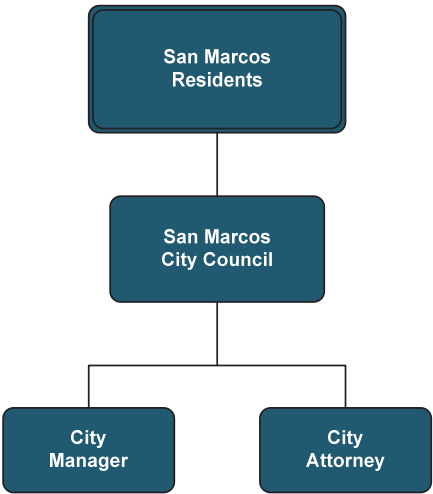 San Marcos
Residents
San Marcos
City Council
City
Manager
City
Attorney